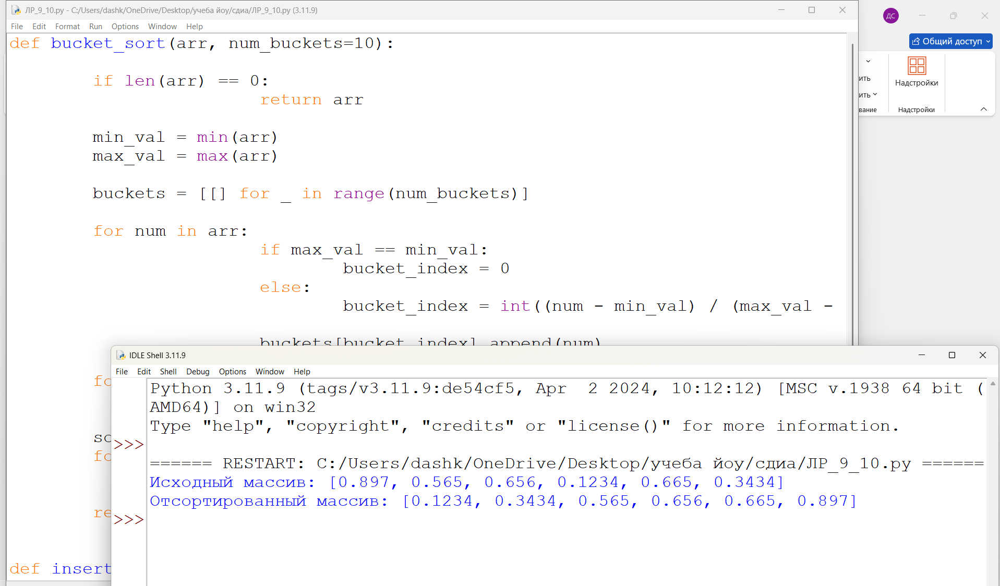 ЛР_9_10.py - C:/Users/dashk/OneDrive/Desktop/учеба йоу/сдиа/ЛР_9_10.py (3.11.9)
File Edit Format Run Options Window Help
def bucket_sort(arr, num_buckets=10):
if len(arr) == 0:
return arr
min_val = min(arr)
max_val = max(arr)
buckets = [[] for _ in range(num_buckets)]
for num in arr:
if max_val == min_val:
bucket_index = 0
else:
bucket_index = int((num - min_val) / (max_val -
buckets[bucket_index].append(num)
fo
so
fo
re
def insert
ДС
Общий доступ
ить
ить
вание
Надстройки
Надстройки
IDLE Shell 3.11.9
File Edit Shell Debug Options Window Help
Python 3.11.9 (tags/v3.11.9:de54cf5, Apr  2 2024, 10:12:12) [MSC v.1938 64 bit (
AMD64)] on win32
Type "help", "copyright", "credits" or "license()" for more information.
>>>
====== RESTART: C:/Users/dashk/OneDrive/Desktop/учеба йоу/сдиа/ЛР_9_10.py ======
Исходный массив: [0.897, 0.565, 0.656, 0.1234, 0.665, 0.3434]
Отсортированный массив: [0.1234, 0.3434, 0.565, 0.656, 0.665, 0.897]
>>>